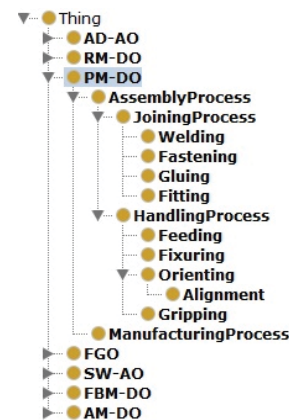 Thing
AD-AO
RM-DO
PM-DO
AssemblyProcess
JoiningProcess
Welding
Fastening
Gluing
Fitting
HandlingProcess
Feeding
Fixuring
Orienting
Alignment
Gripping
ManufacturingProcess
FGO
SW-AO
FBM-DO
AM-DO